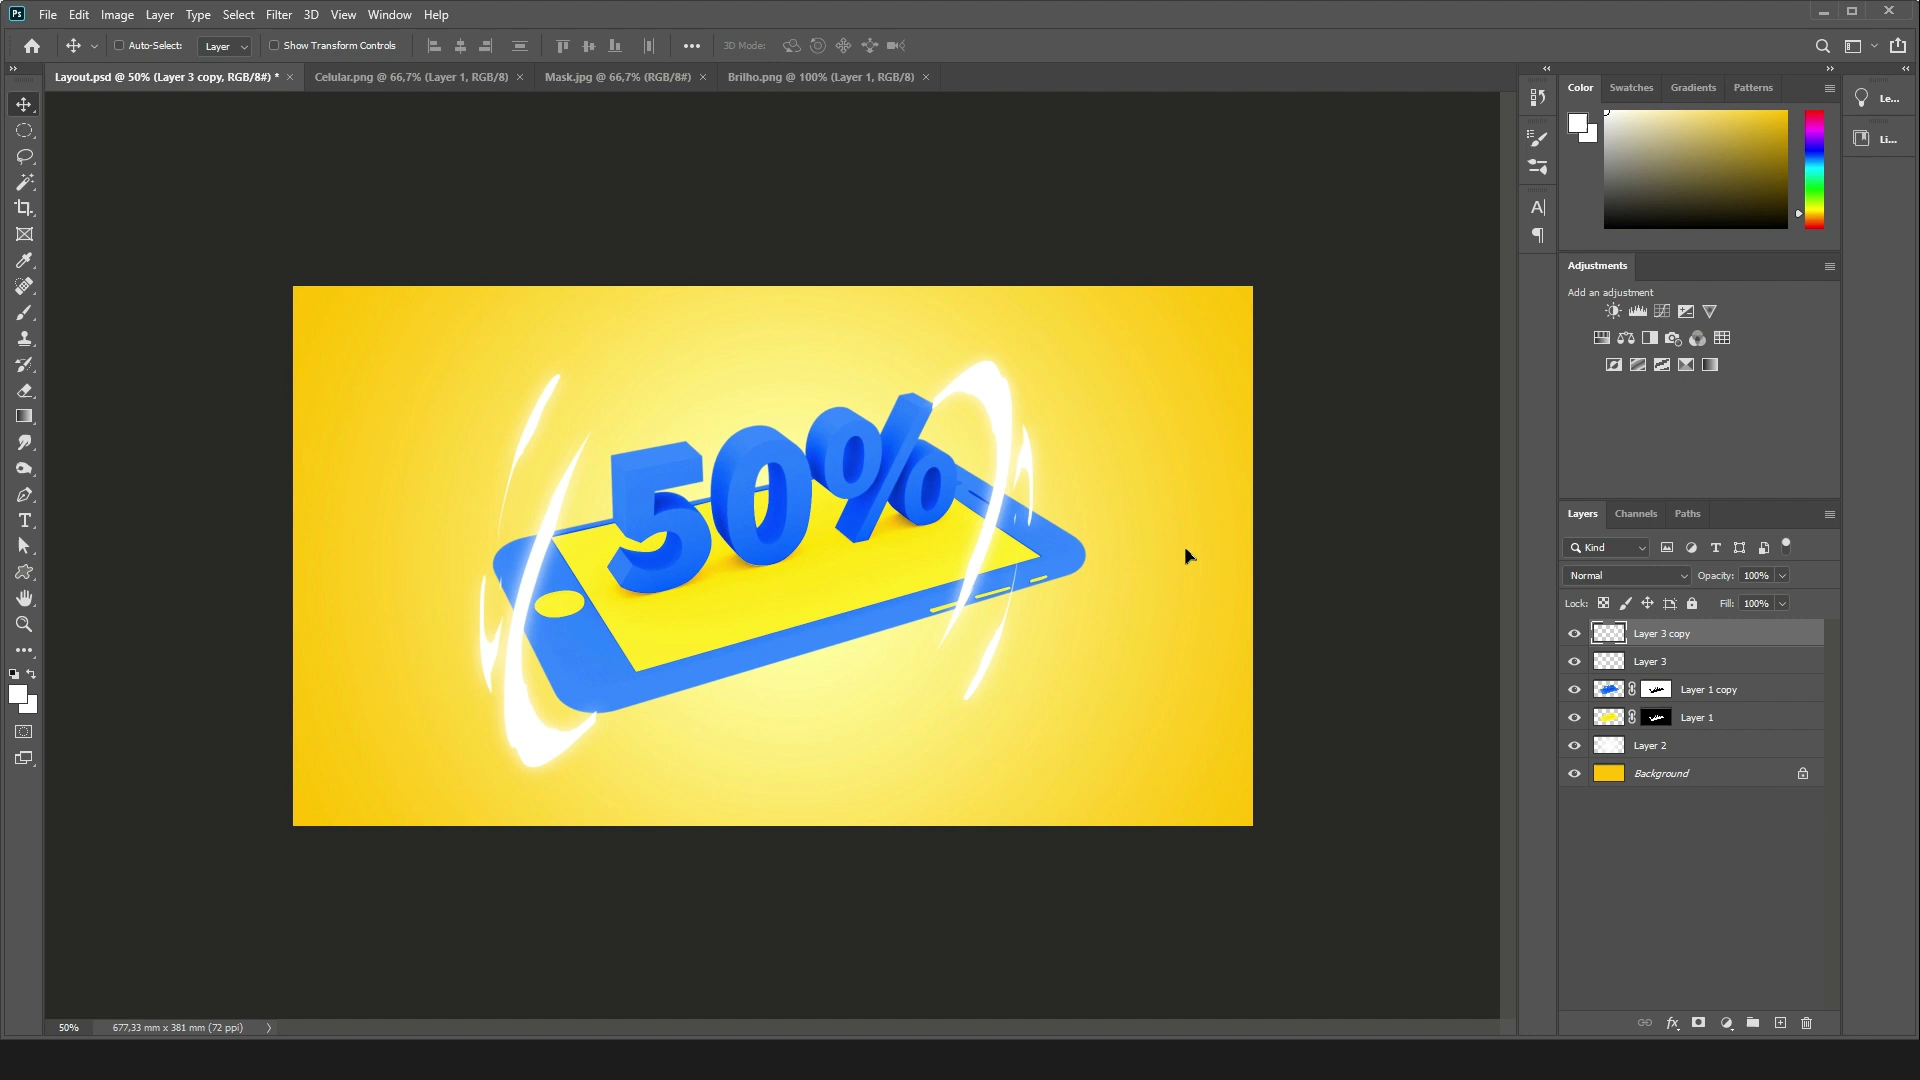 Ps File Edit Image Layer Type Select Filter 3D View Window Help
Auto-Select: Layer Show Transform Controls 3D Mode:
Layout.psd @ 50% (Layer 3 copy, RGB/8#) * Celular.png @ 66,7% (Layer 1, RGB/8) Mask.jpg @ 66,7% (RGB/8#) Brilho.png @ 100% (Layer 1, RGB/8)
Color Swatches Gradients Patterns
Le...
Li...
Adjustments
Add an adjustment
50%
Layers Channels Paths
Kind
Normal Opacity: 100%
Lock: Fill: 100%
Layer 3 copy
Layer 3
Layer 1 copy
Layer 1
Layer 2
Background
50% 677,33 mm x 381 mm (72 ppi)